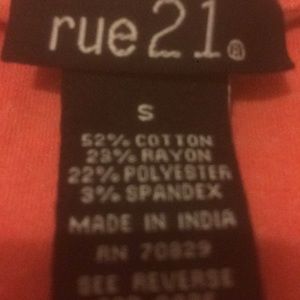 rue21®
S
52% COTTON
23% RAYON
22% POLYESTER
3% SPANDEX
MADE IN INDIA
RN 70829
SEE REVERSE